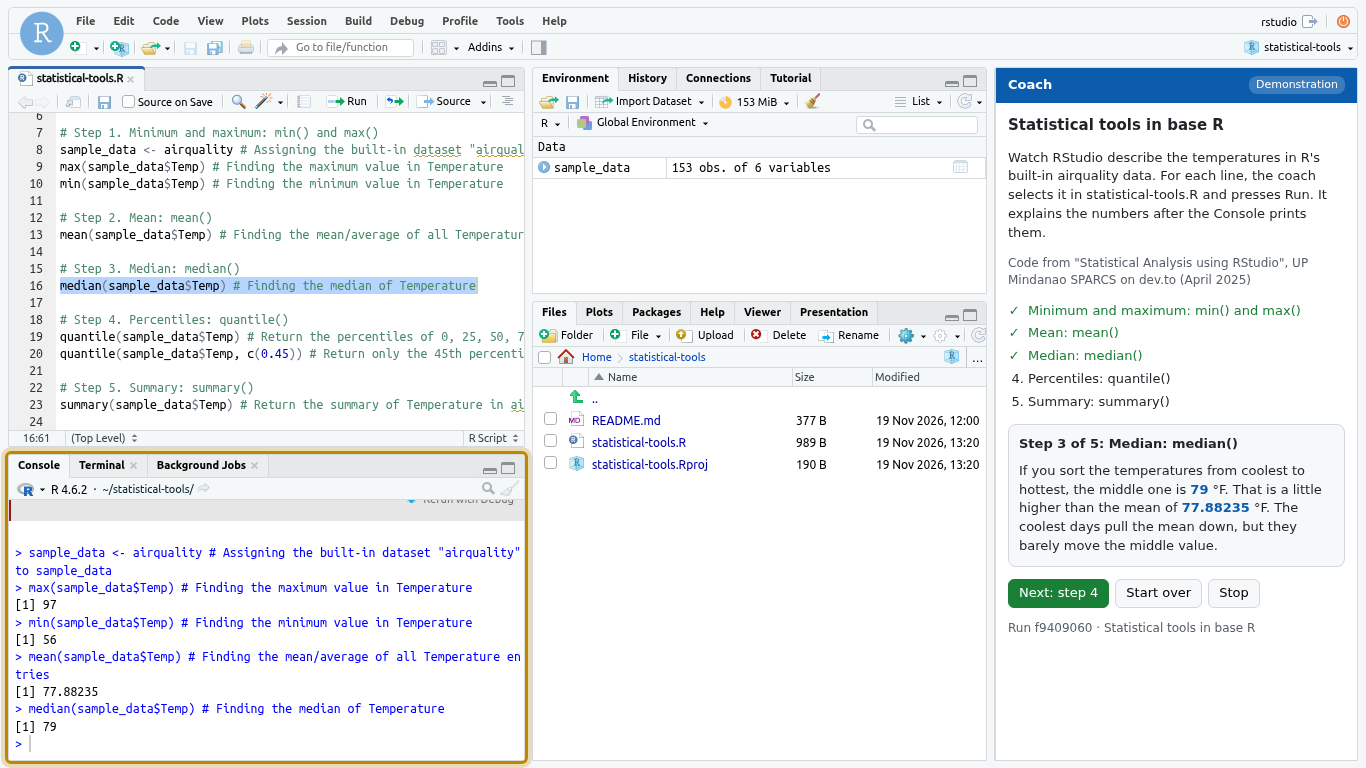 File Edit Code View Plots Session Build Debug Profile Tools Help
rstudio
R
Go to file/function
Addins
statistical-tools
statistical-tools.R
Source on Save
Run
Source
6
7 # Step 1. Minimum and maximum: min() and max()
8 sample_data <- airquality # Assigning the built-in dataset "airqual
9 max(sample_data$Temp) # Finding the maximum value in Temperature
10 min(sample_data$Temp) # Finding the minimum value in Temperature
11
12 # Step 2. Mean: mean()
13 mean(sample_data$Temp) # Finding the mean/average of all Temperatur
14
15 # Step 3. Median: median()
16 median(sample_data$Temp) # Finding the median of Temperature
17
18 # Step 4. Percentiles: quantile()
19 quantile(sample_data$Temp) # Return the percentiles of 0, 25, 50, 7
20 quantile(sample_data$Temp, c(0.45)) # Return only the 45th percenti
21
22 # Step 5. Summary: summary()
23 summary(sample_data$Temp) # Return the summary of Temperature in ai
24
16:61 (Top Level) R Script
Console Terminal Background Jobs
R 4.6.2 · ~/statistical-tools/
Rerun with Debug
> sample_data <- airquality # Assigning the built-in dataset "airquality"
to sample_data
> max(sample_data$Temp) # Finding the maximum value in Temperature
[1] 97
> min(sample_data$Temp) # Finding the minimum value in Temperature
[1] 56
> mean(sample_data$Temp) # Finding the mean/average of all Temperature en
tries
[1] 77.88235
> median(sample_data$Temp) # Finding the median of Temperature
[1] 79
>
Environment History Connections Tutorial
Import Dataset 153 MiB List
R Global Environment
Data
sample_data 153 obs. of 6 variables
Files Plots Packages Help Viewer Presentation
Folder File Upload Delete Rename
Home statistical-tools ...
Name Size Modified
..
README.md 377 B 19 Nov 2026, 12:00
statistical-tools.R 989 B 19 Nov 2026, 13:20
statistical-tools.Rproj 190 B 19 Nov 2026, 13:20
Coach Demonstration
Statistical tools in base R
Watch RStudio describe the temperatures in R's
built-in airquality data. For each line, the coach
selects it in statistical-tools.R and presses Run. It
explains the numbers after the Console prints
them.
Code from "Statistical Analysis using RStudio", UP
Mindanao SPARCS on dev.to (April 2025)
✓ Minimum and maximum: min() and max()
✓ Mean: mean()
✓ Median: median()
4. Percentiles: quantile()
5. Summary: summary()
Step 3 of 5: Median: median()
If you sort the temperatures from coolest to
hottest, the middle one is 79 °F. That is a little
higher than the mean of 77.88235 °F. The
coolest days pull the mean down, but they
barely move the middle value.
Next: step 4 Start over Stop
Run f9409060 · Statistical tools in base R